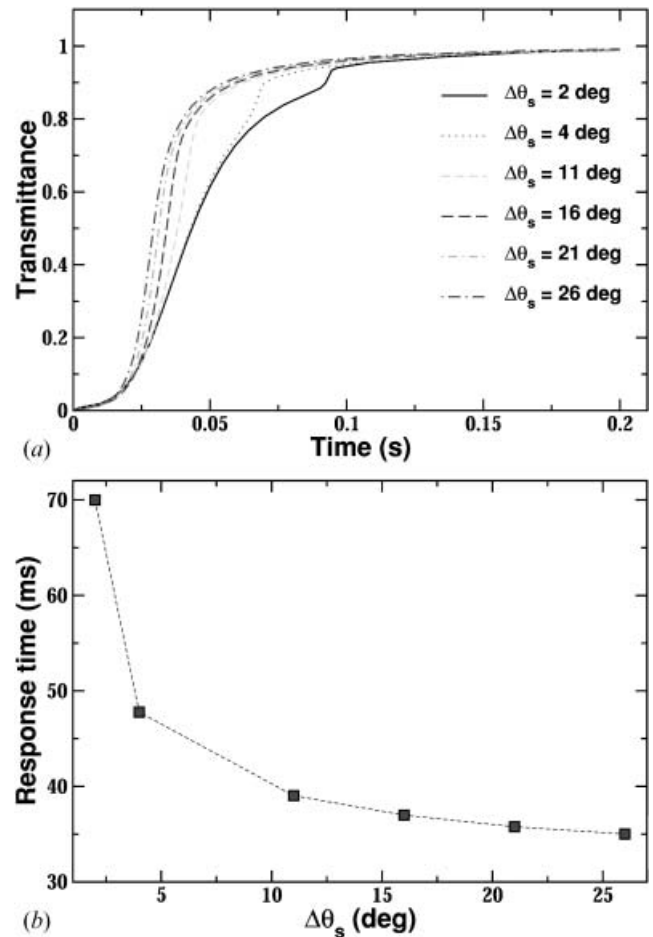 1
0.8
0.6
0.4
0.2
0
Transmittance
Δθs = 2 deg
Δθs = 4 deg
Δθs = 11 deg
Δθs = 16 deg
Δθs = 21 deg
Δθs = 26 deg
0 0.05 0.1 0.15 0.2
(a) Time (s)
70
60
50
40
30
Response time (ms)
5 10 15 20 25
(b) Δθs (deg)